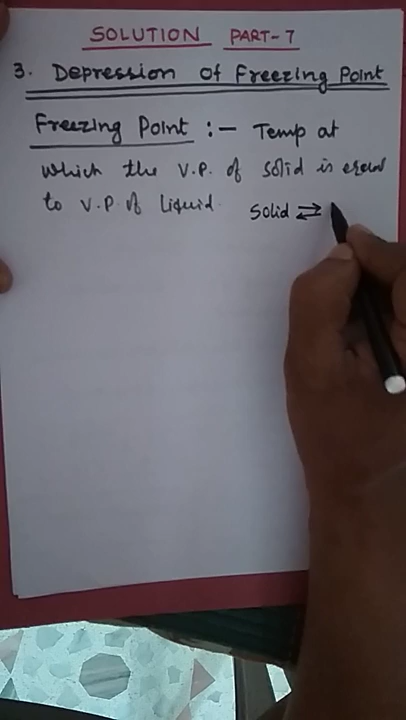 SOLUTION PART-7
3. Depression of Freezing Point
Freezing Point :- Temp at
which the V.P. of solid is equal
to V.P. of Liquid.
Solid ⇌